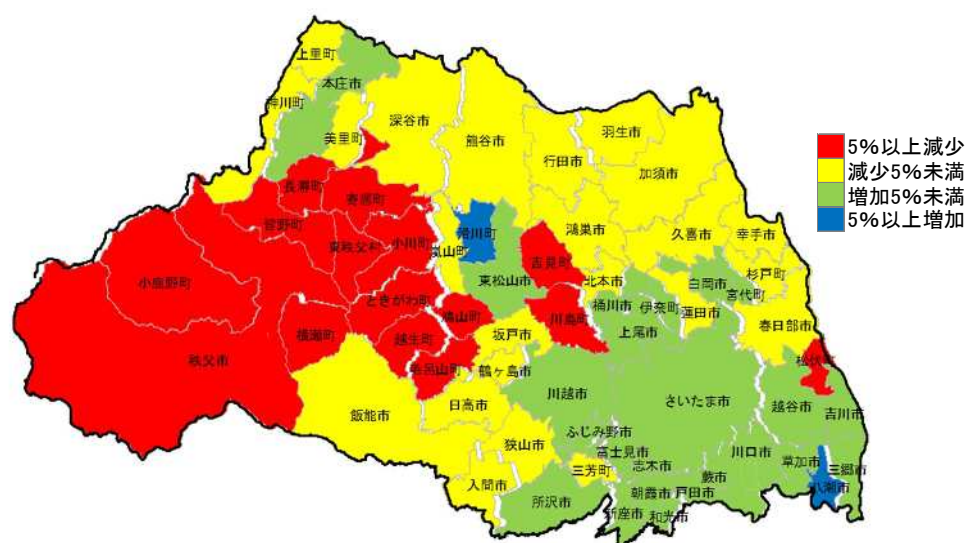 上里町
本庄市
神川町
美里町
深谷市
熊谷市
羽生市
行田市
加須市
長瀞町
寄居町
皆野町
東秩父村
小川町
嵐山町
滑川町
小鹿野町
ときがわ町
東松山市
吉見町
鴻巣市
久喜市
幸手市
北本市
杉戸町
白岡市
宮代町
横瀬町
鳩山町
川島町
桶川市
伊奈町
蓮田市
秩父市
越生町
坂戸市
上尾市
春日部市
毛呂山町
鶴ヶ島市
松伏町
飯能市
日高市
川越市
さいたま市
越谷市
吉川市
狭山市
ふじみ野市
富士見市
川口市
草加市
三郷市
入間市
三芳町
志木市
蕨市
八潮市
所沢市
朝霞市
戸田市
新座市
和光市
5%以上減少
減少5%未満
増加5%未満
5%以上増加